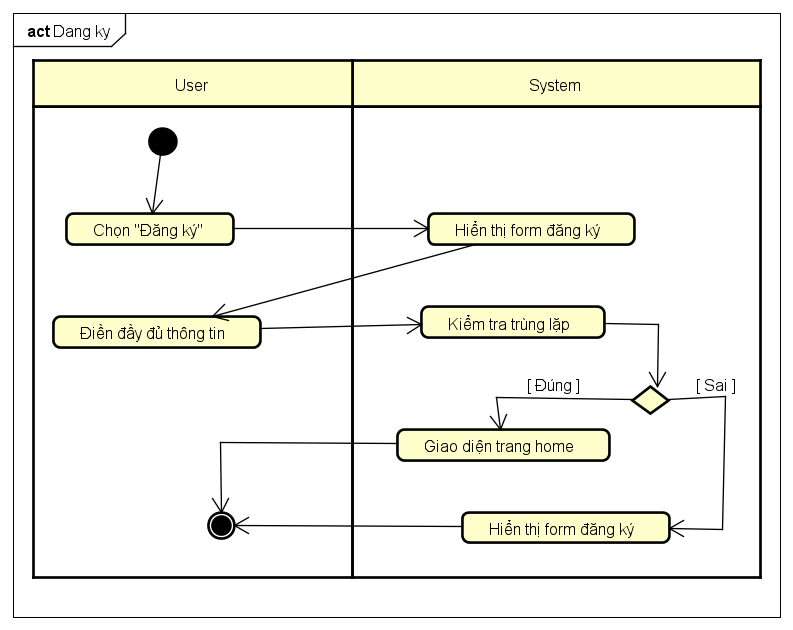 act Dang ky
User
System
Chọn "Đăng ký"
Hiển thị form đăng ký
Điền đầy đủ thông tin
Kiểm tra trùng lặp
[ Đúng ]
[ Sai ]
Giao diện trang home
Hiển thị form đăng ký